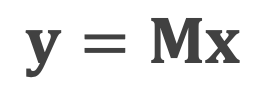 y = Mx